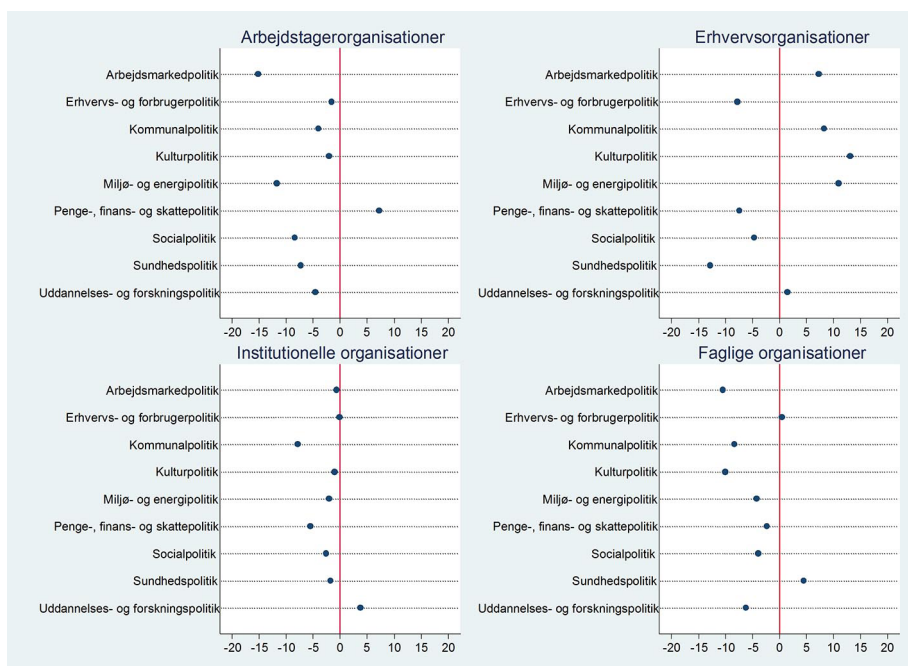 Arbejdstagerorganisationer
Arbejdsmarkedpolitik
Erhvervs- og forbrugerpolitik
Kommunalpolitik
Kulturpolitik
Miljø- og energipolitik
Penge-, finans- og skattepolitik
Socialpolitik
Sundhedspolitik
Uddannelses- og forskningspolitik
-20 -15 -10 -5 0 5 10 15 20
Erhvervsorganisationer
Arbejdsmarkedpolitik
Erhvervs- og forbrugerpolitik
Kommunalpolitik
Kulturpolitik
Miljø- og energipolitik
Penge-, finans- og skattepolitik
Socialpolitik
Sundhedspolitik
Uddannelses- og forskningspolitik
-20 -15 -10 -5 0 5 10 15 20
Institutionelle organisationer
Arbejdsmarkedpolitik
Erhvervs- og forbrugerpolitik
Kommunalpolitik
Kulturpolitik
Miljø- og energipolitik
Penge-, finans- og skattepolitik
Socialpolitik
Sundhedspolitik
Uddannelses- og forskningspolitik
-20 -15 -10 -5 0 5 10 15 20
Faglige organisationer
Arbejdsmarkedpolitik
Erhvervs- og forbrugerpolitik
Kommunalpolitik
Kulturpolitik
Miljø- og energipolitik
Penge-, finans- og skattepolitik
Socialpolitik
Sundhedspolitik
Uddannelses- og forskningspolitik
-20 -15 -10 -5 0 5 10 15 20